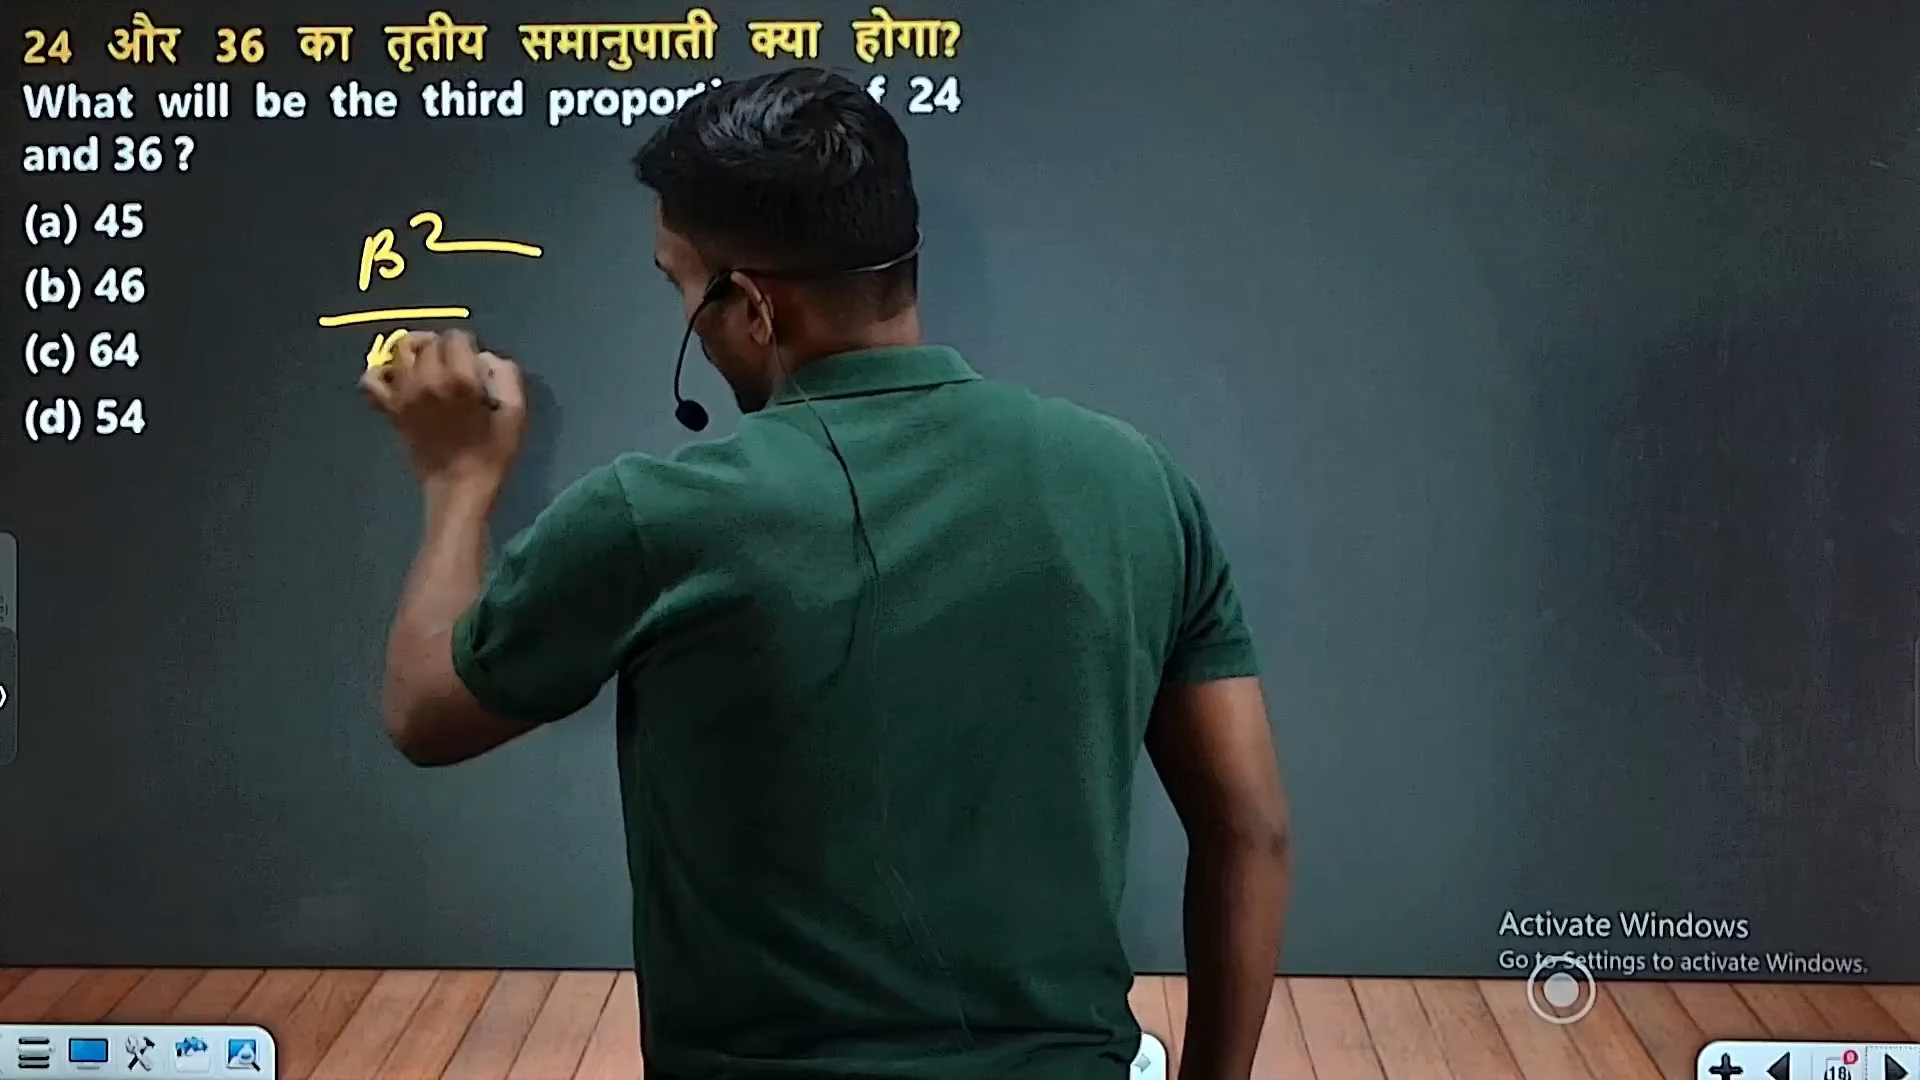 24 और 36 का तृतीय समानुपाती क्या होगा?
What will be the third 24
and 36 ?
(a) 45
(b) 46
(c) 64
(d) 54
B²
Activate Windows
Go to Settings to activate Windows.
18